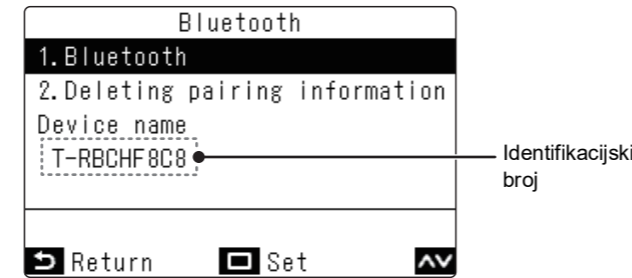 Bluetooth
1.Bluetooth
2.Deleting pairing information
Device name
T-RBCHF8C8
Identifikacijski
broj
Return Set